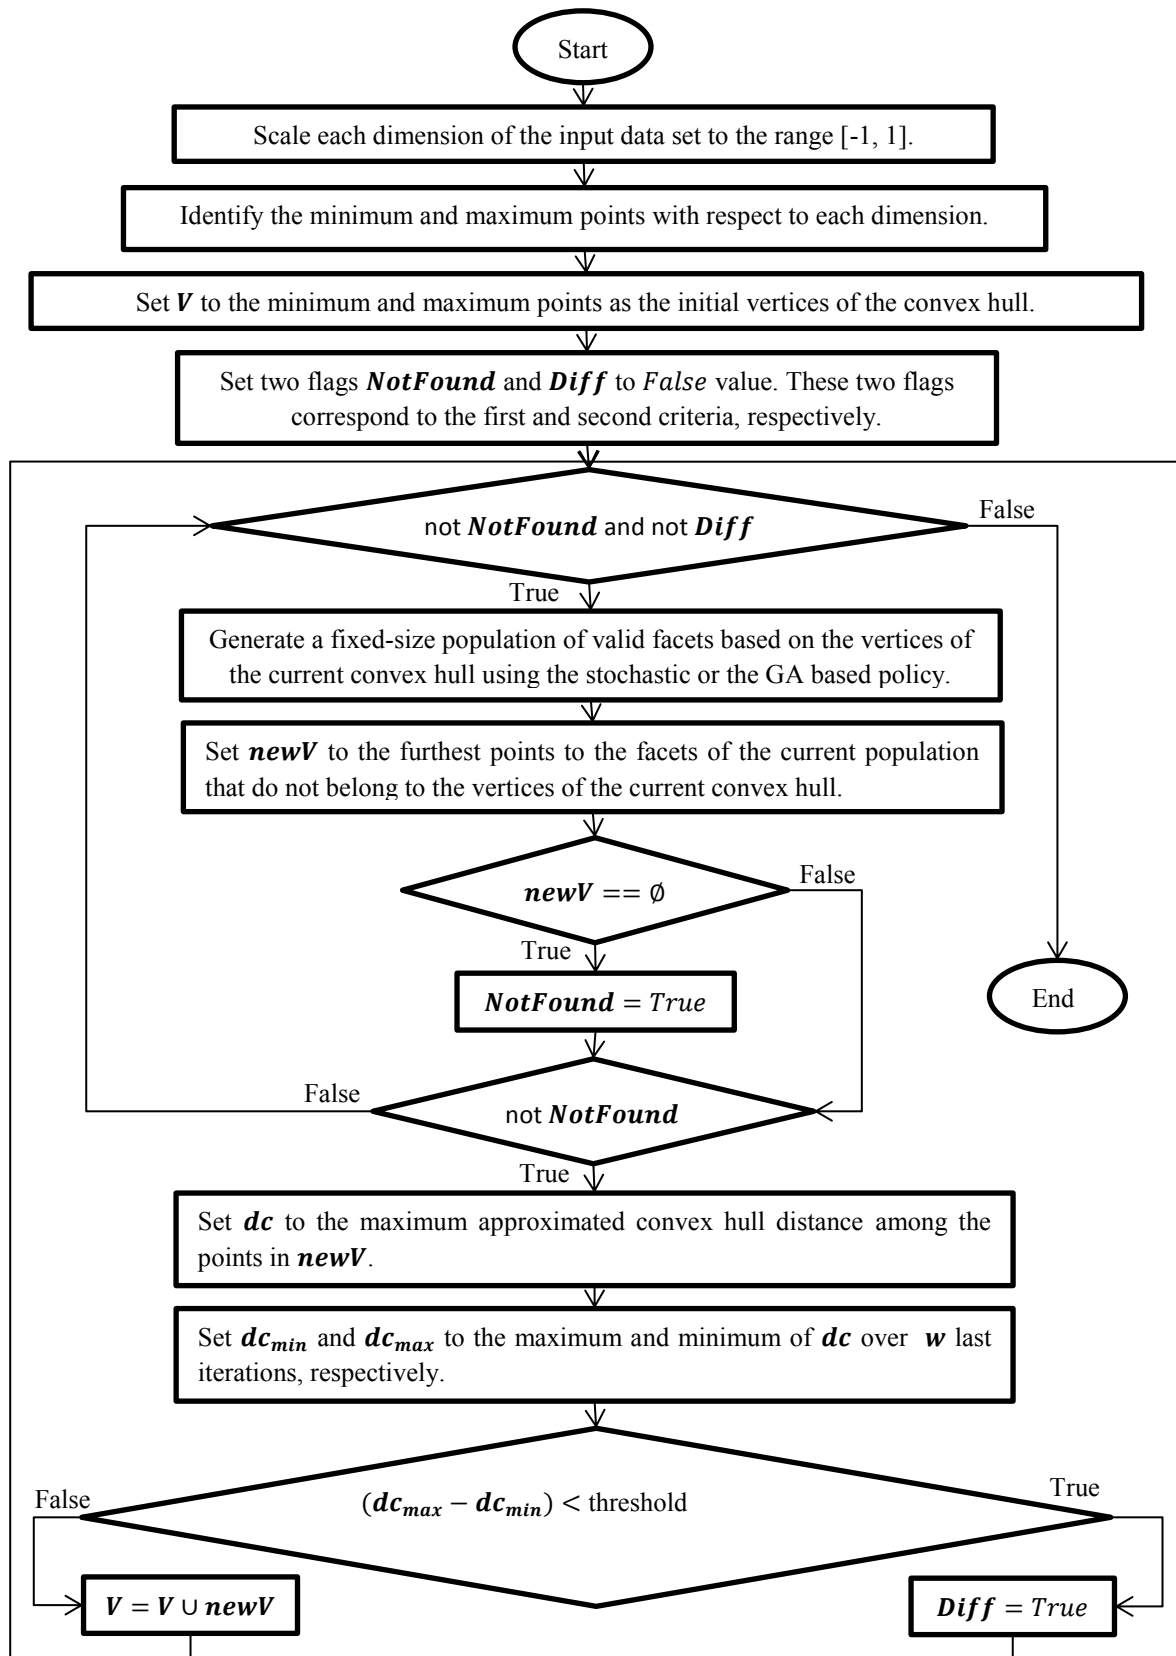 Start
Scale each dimension of the input data set to the range [-1, 1].
Identify the minimum and maximum points with respect to each dimension.
Set V to the minimum and maximum points as the initial vertices of the convex hull.
Set two flags NotFound and Diff to False value. These two flags
correspond to the first and second criteria, respectively.
not NotFound and not Diff
False
True
Generate a fixed-size population of valid facets based on the vertices of
the current convex hull using the stochastic or the GA based policy.
Set newV to the furthest points to the facets of the current population
that do not belong to the vertices of the current convex hull.
newV == ∅
False
True
NotFound = True
End
False
not NotFound
True
Set dc to the maximum approximated convex hull distance among the
points in newV.
Set dc_min and dc_max to the maximum and minimum of dc over w last
iterations, respectively.
False
(dc_max − dc_min) < threshold
True
V = V ∪ newV
Diff = True